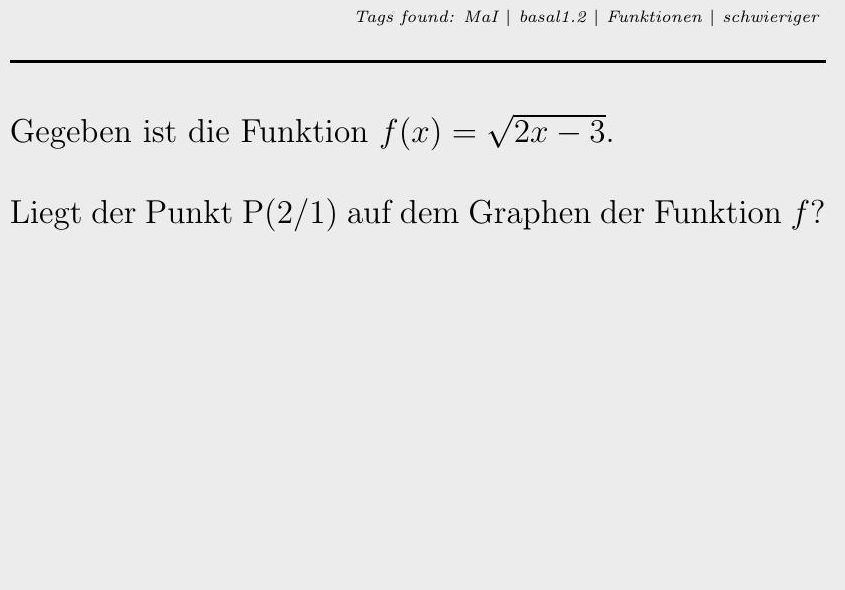 Tags found: MaI | basal1.2 | Funktionen | schwieriger
Gegeben ist die Funktion f(x) = √(2x − 3).
Liegt der Punkt P(2/1) auf dem Graphen der Funktion f?